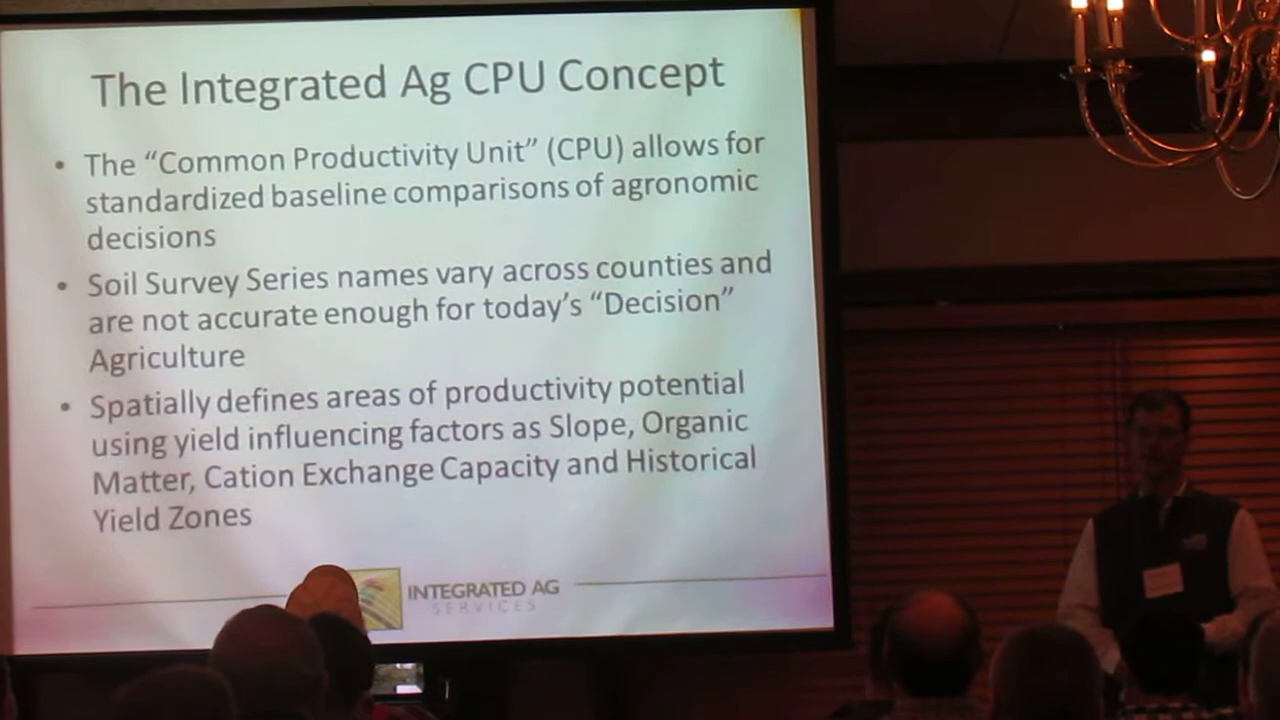 The Integrated Ag CPU Concept
• The “Common Productivity Unit” (CPU) allows for
standardized baseline comparisons of agronomic
decisions
• Soil Survey Series names vary across counties and
are not accurate enough for today’s “Decision”
Agriculture
• Spatially defines areas of productivity potential
using yield influencing factors as Slope, Organic
Matter, Cation Exchange Capacity and Historical
Yield Zones
INTEGRATED AG
SERVICES